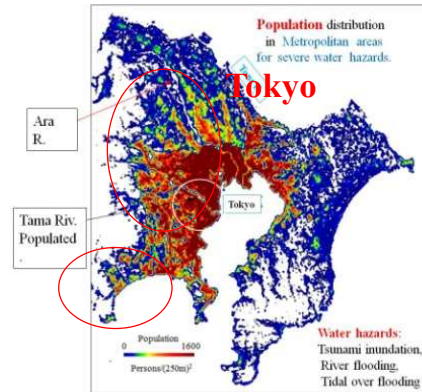 Population distribution
in Metropolitan areas
for severe water hazards.
Tokyo
Ara
R.
Tama Riv.
Populated
.
Tokyo
Population
0 1600
Persons/(250m)²
Water hazards:
Tsunami inundation,
River flooding,
Tidal over flooding